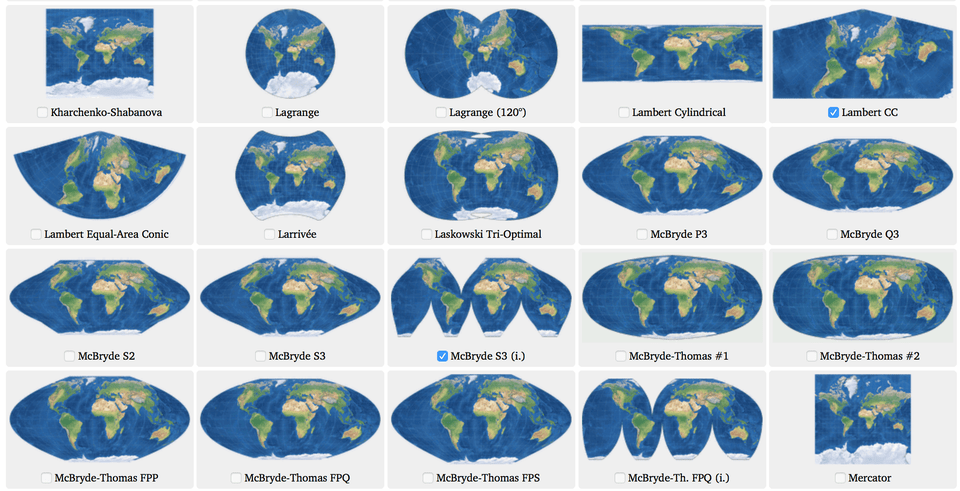 Kharchenko-Shabanova
Lagrange
Lagrange (120°)
Lambert Cylindrical
Lambert CC
Lambert Equal-Area Conic
Larrivée
Laskowski Tri-Optimal
McBryde P3
McBryde Q3
McBryde S2
McBryde S3
McBryde S3 (i.)
McBryde-Thomas #1
McBryde-Thomas #2
McBryde-Thomas FPP
McBryde-Thomas FPQ
McBryde-Thomas FPS
McBryde-Th. FPQ (i.)
Mercator